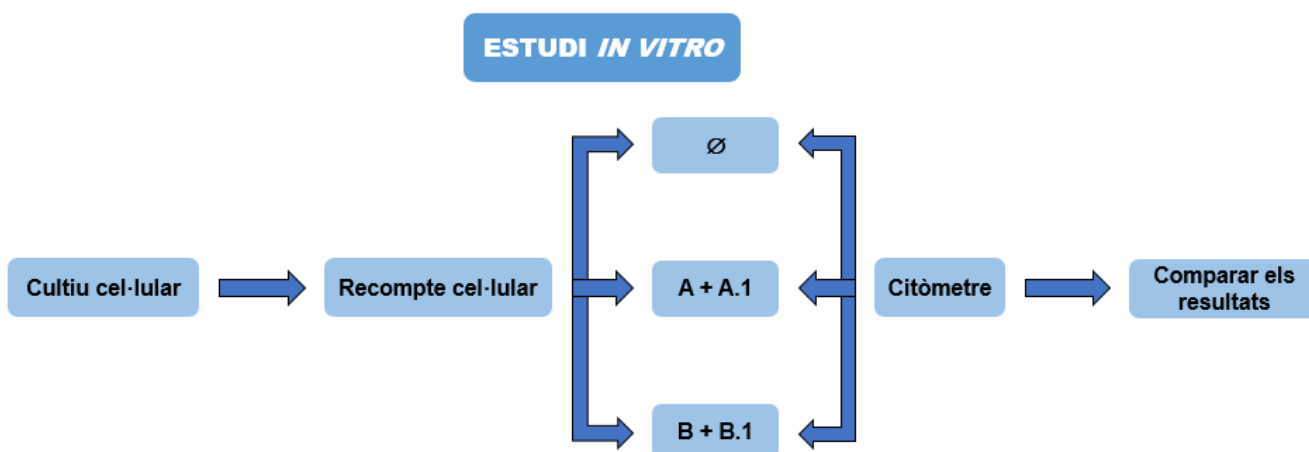 ESTUDI IN VITRO
Ø
Cultiu cel·lular
Recompte cel·lular
A + A.1
Citòmetre
Comparar els
resultats
B + B.1